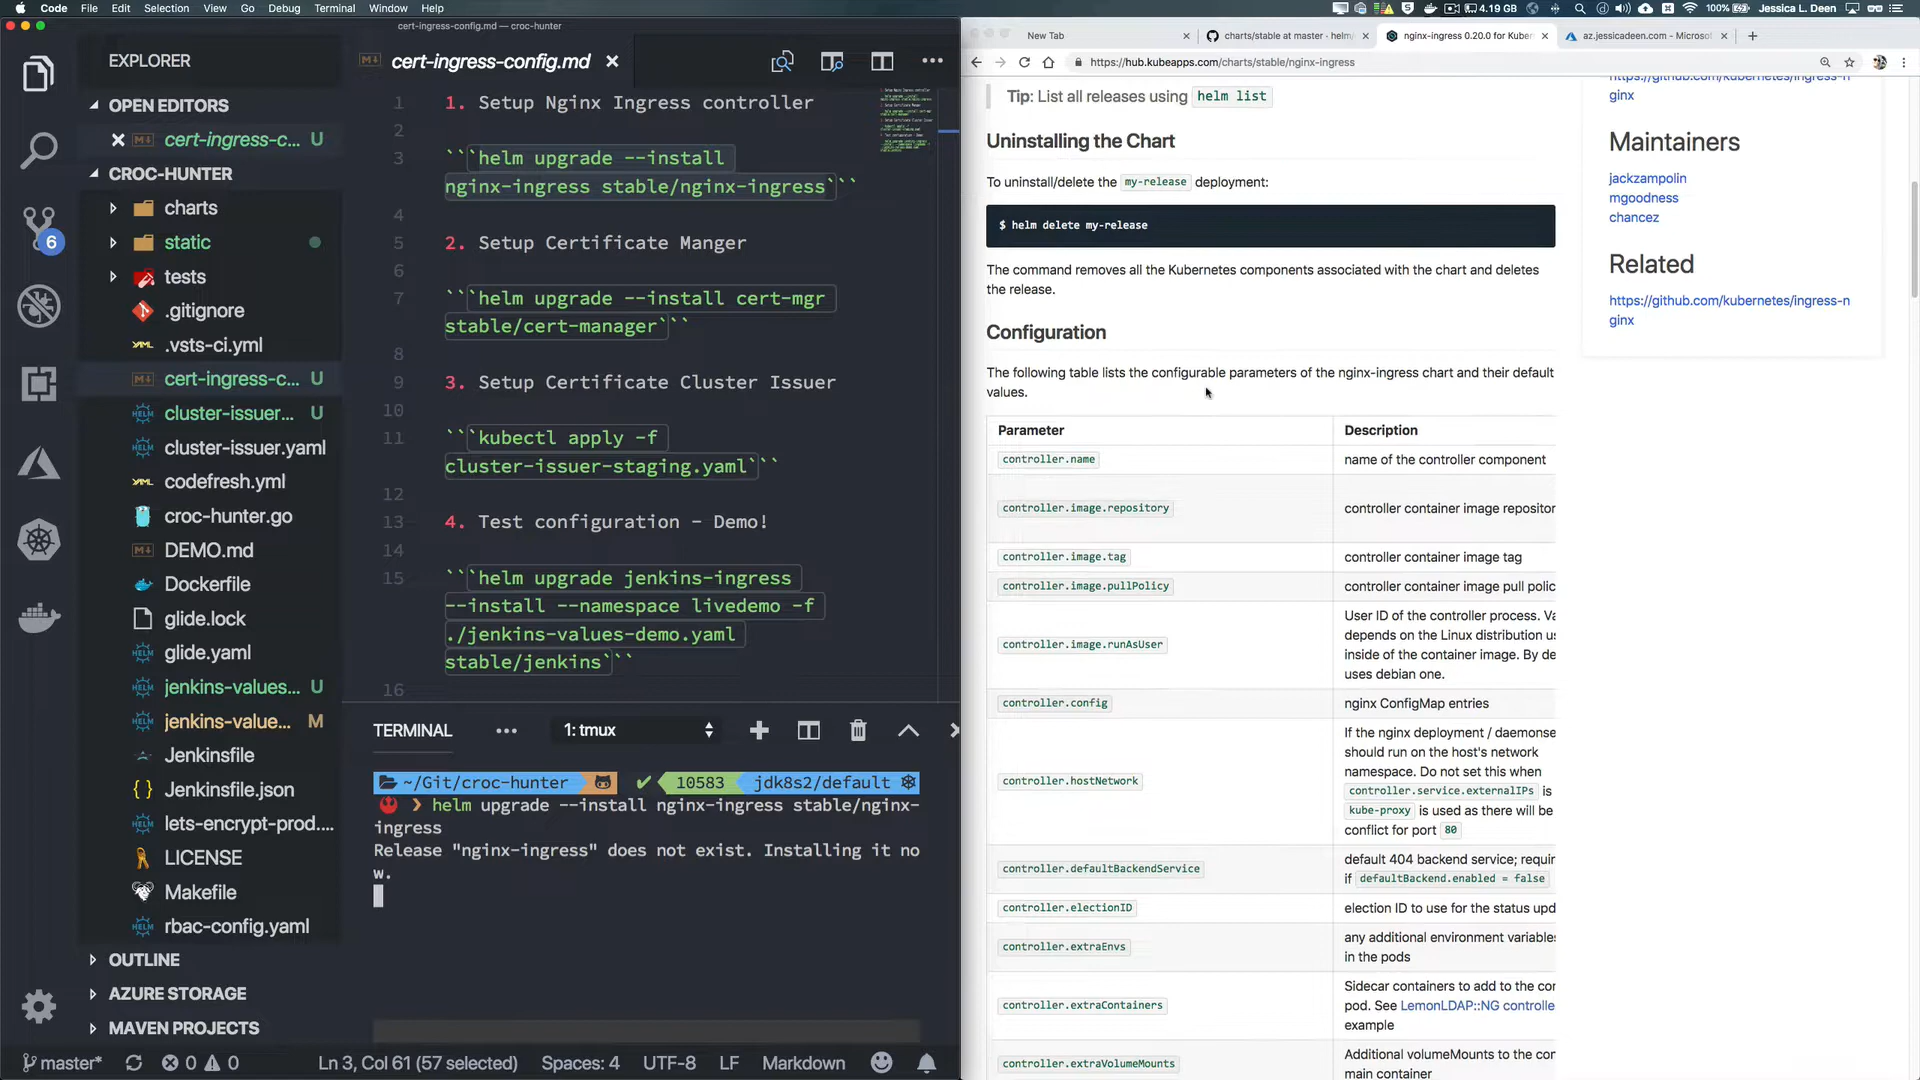 Code File Edit Selection View Go Debug Terminal Window Help
4.19 GB 100% Jessica L. Deen
cert-ingress-config.md — croc-hunter
EXPLORER
OPEN EDITORS
cert-ingress-c... U
CROC-HUNTER
charts
static
tests
.gitignore
.vsts-ci.yml
cert-ingress-c... U
cluster-issuer... U
cluster-issuer.yaml
codefresh.yml
croc-hunter.go
DEMO.md
Dockerfile
glide.lock
glide.yaml
jenkins-values... U
jenkins-value... M
Jenkinsfile
Jenkinsfile.json
lets-encrypt-prod....
LICENSE
Makefile
rbac-config.yaml
OUTLINE
AZURE STORAGE
MAVEN PROJECTS
6
cert-ingress-config.md
1 1. Setup Nginx Ingress controller
2
3 ```helm upgrade --install
nginx-ingress stable/nginx-ingress```
4
5 2. Setup Certificate Manger
6
7 ```helm upgrade --install cert-mgr
stable/cert-manager```
8
9 3. Setup Certificate Cluster Issuer
10
11 ```kubectl apply -f
cluster-issuer-staging.yaml```
12
13 4. Test configuration - Demo!
14
15 ```helm upgrade jenkins-ingress
--install --namespace livedemo -f
./jenkins-values-demo.yaml
stable/jenkins```
16
TERMINAL ... 1: tmux
~/Git/croc-hunter 10583 jdk8s2/default
helm upgrade --install nginx-ingress stable/nginx-
ingress
Release "nginx-ingress" does not exist. Installing it no
w.
master* 0 0 Ln 3, Col 61 (57 selected) Spaces: 4 UTF-8 LF Markdown
New Tab
charts/stable at master · helm/
nginx-ingress 0.20.0 for Kuber
az.jessicadeen.com - Microsof
https://hub.kubeapps.com/charts/stable/nginx-ingress
Tip: List all releases using helm list
Uninstalling the Chart
To uninstall/delete the my-release deployment:
$ helm delete my-release
The command removes all the Kubernetes components associated with the chart and deletes
the release.
Configuration
The following table lists the configurable parameters of the nginx-ingress chart and their default
values.
Parameter Description
controller.name name of the controller component
controller.image.repository controller container image repositor
controller.image.tag controller container image tag
controller.image.pullPolicy controller container image pull polic
controller.image.runAsUser User ID of the controller process. Va
depends on the Linux distribution us
inside of the container image. By de
uses debian one.
controller.config nginx ConfigMap entries
controller.hostNetwork If the nginx deployment / daemonse
should run on the host's network
namespace. Do not set this when
controller.service.externalIPs is
kube-proxy is used as there will be
conflict for port 80
controller.defaultBackendService default 404 backend service; requir
if defaultBackend.enabled = false
controller.electionID election ID to use for the status upd
controller.extraEnvs any additional environment variables
in the pods
controller.extraContainers Sidecar containers to add to the cor
pod. See LemonLDAP::NG controlle
example
controller.extraVolumeMounts Additional volumeMounts to the cor
main container
https://github.com/kubernetes/ingress-n
ginx
Maintainers
jackzampolin
mgoodness
chancez
Related
https://github.com/kubernetes/ingress-n
ginx